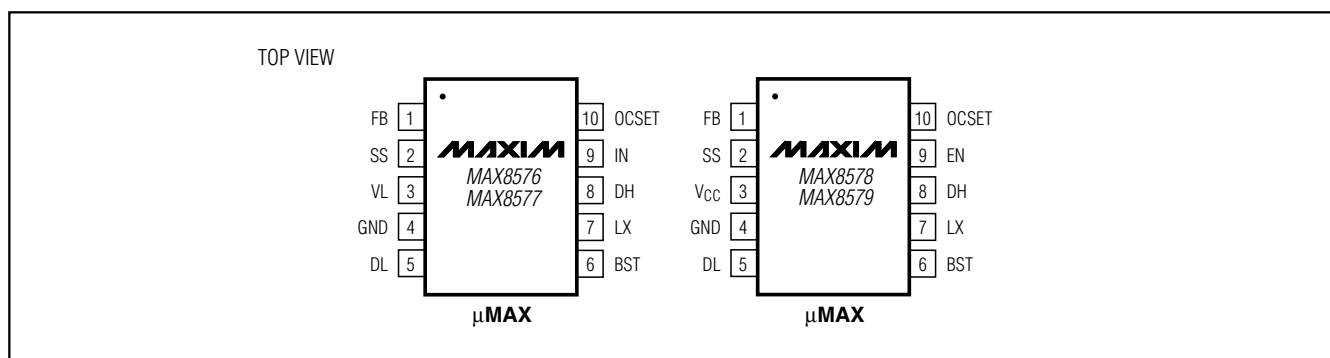 TOP VIEW
FB 1
SS 2
VL 3
GND 4
DL 5
MAXIM
MAX8576
MAX8577
10 OCSET
9 IN
8 DH
7 LX
6 BST
µMAX
FB 1
SS 2
VCC 3
GND 4
DL 5
MAXIM
MAX8578
MAX8579
10 OCSET
9 EN
8 DH
7 LX
6 BST
µMAX